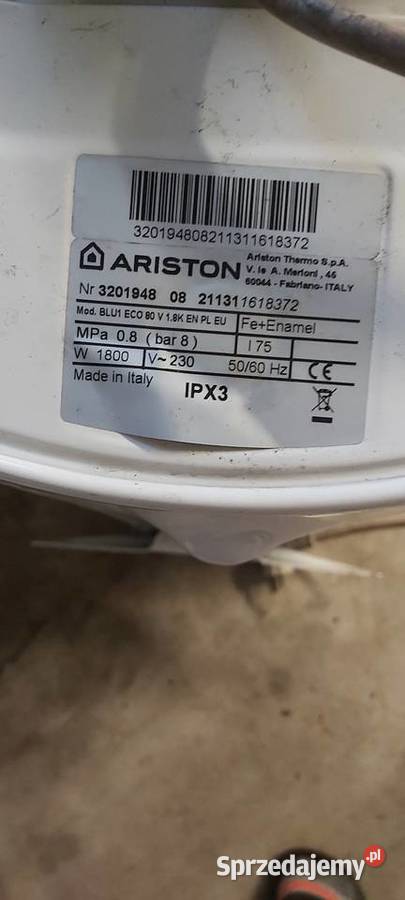 320194808211311618372
ARISTON
Ariston Thermo S.p.A.
V. le A. Merloni , 45
60044 - Fabriano- ITALY
Nr 3201948 08 211311618372
Mod. BLU1 ECO 80 V 1.8K EN PL EU
Fe+Enamel
MPa 0.8 ( bar 8 )
l 75
W 1800
V~ 230
50/60 Hz
CE
Made in Italy
IPX3
Sprzedajemy.pl